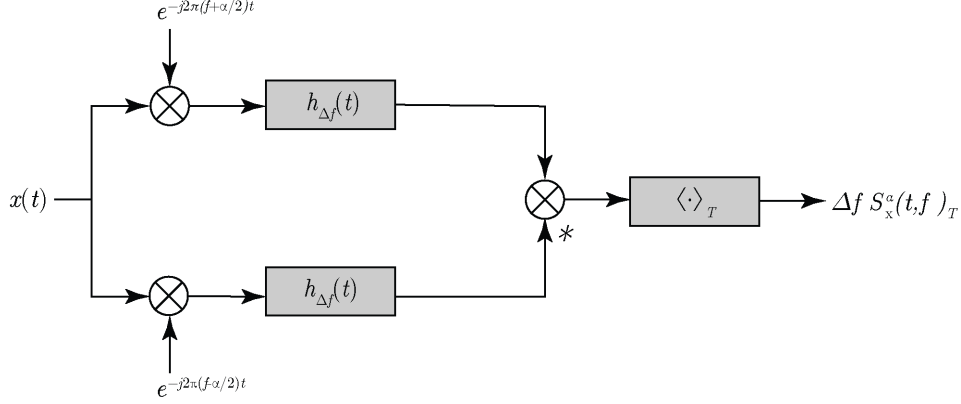 e^{-j2π(f+α/2)t}
h_{Δf}(t)
x(t)
*
⟨·⟩_T
Δf S_x^α(t,f )_T
h_{Δf}(t)
e^{-j2π(f-α/2)t}